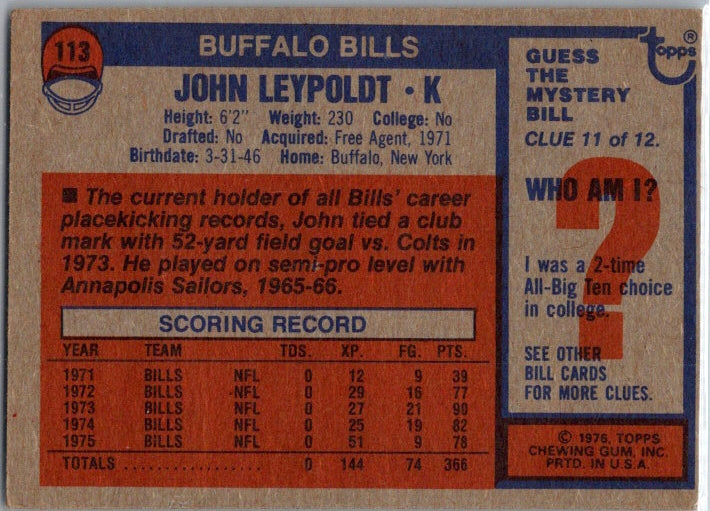 113
BUFFALO BILLS
JOHN LEYPOLDT • K
Height: 6'2" Weight: 230 College: No
Drafted: No Acquired: Free Agent, 1971
Birthdate: 3-31-46 Home: Buffalo, New York
■ The current holder of all Bills' career
placekicking records, John tied a club
mark with 52-yard field goal vs. Colts in
1973. He played on semi-pro level with
Annapolis Sailors, 1965-66.
SCORING RECORD
YEAR TEAM TDS. XP. FG. PTS.
1971 BILLS NFL 0 12 9 39
1972 BILLS NFL 0 29 16 77
1973 BILLS NFL 0 27 21 90
1974 BILLS NFL 0 25 19 82
1975 BILLS NFL 0 51 9 78
TOTALS .................... 0 144 74 366
topps®
GUESS
THE
MYSTERY
BILL
CLUE 11 of 12.
?
WHO AM I?
I was a 2-time
All-Big Ten choice
in college.
SEE OTHER
BILL CARDS
FOR MORE CLUES.
© 1976, TOPPS
CHEWING GUM, INC.
PRTD. IN U.S.A.